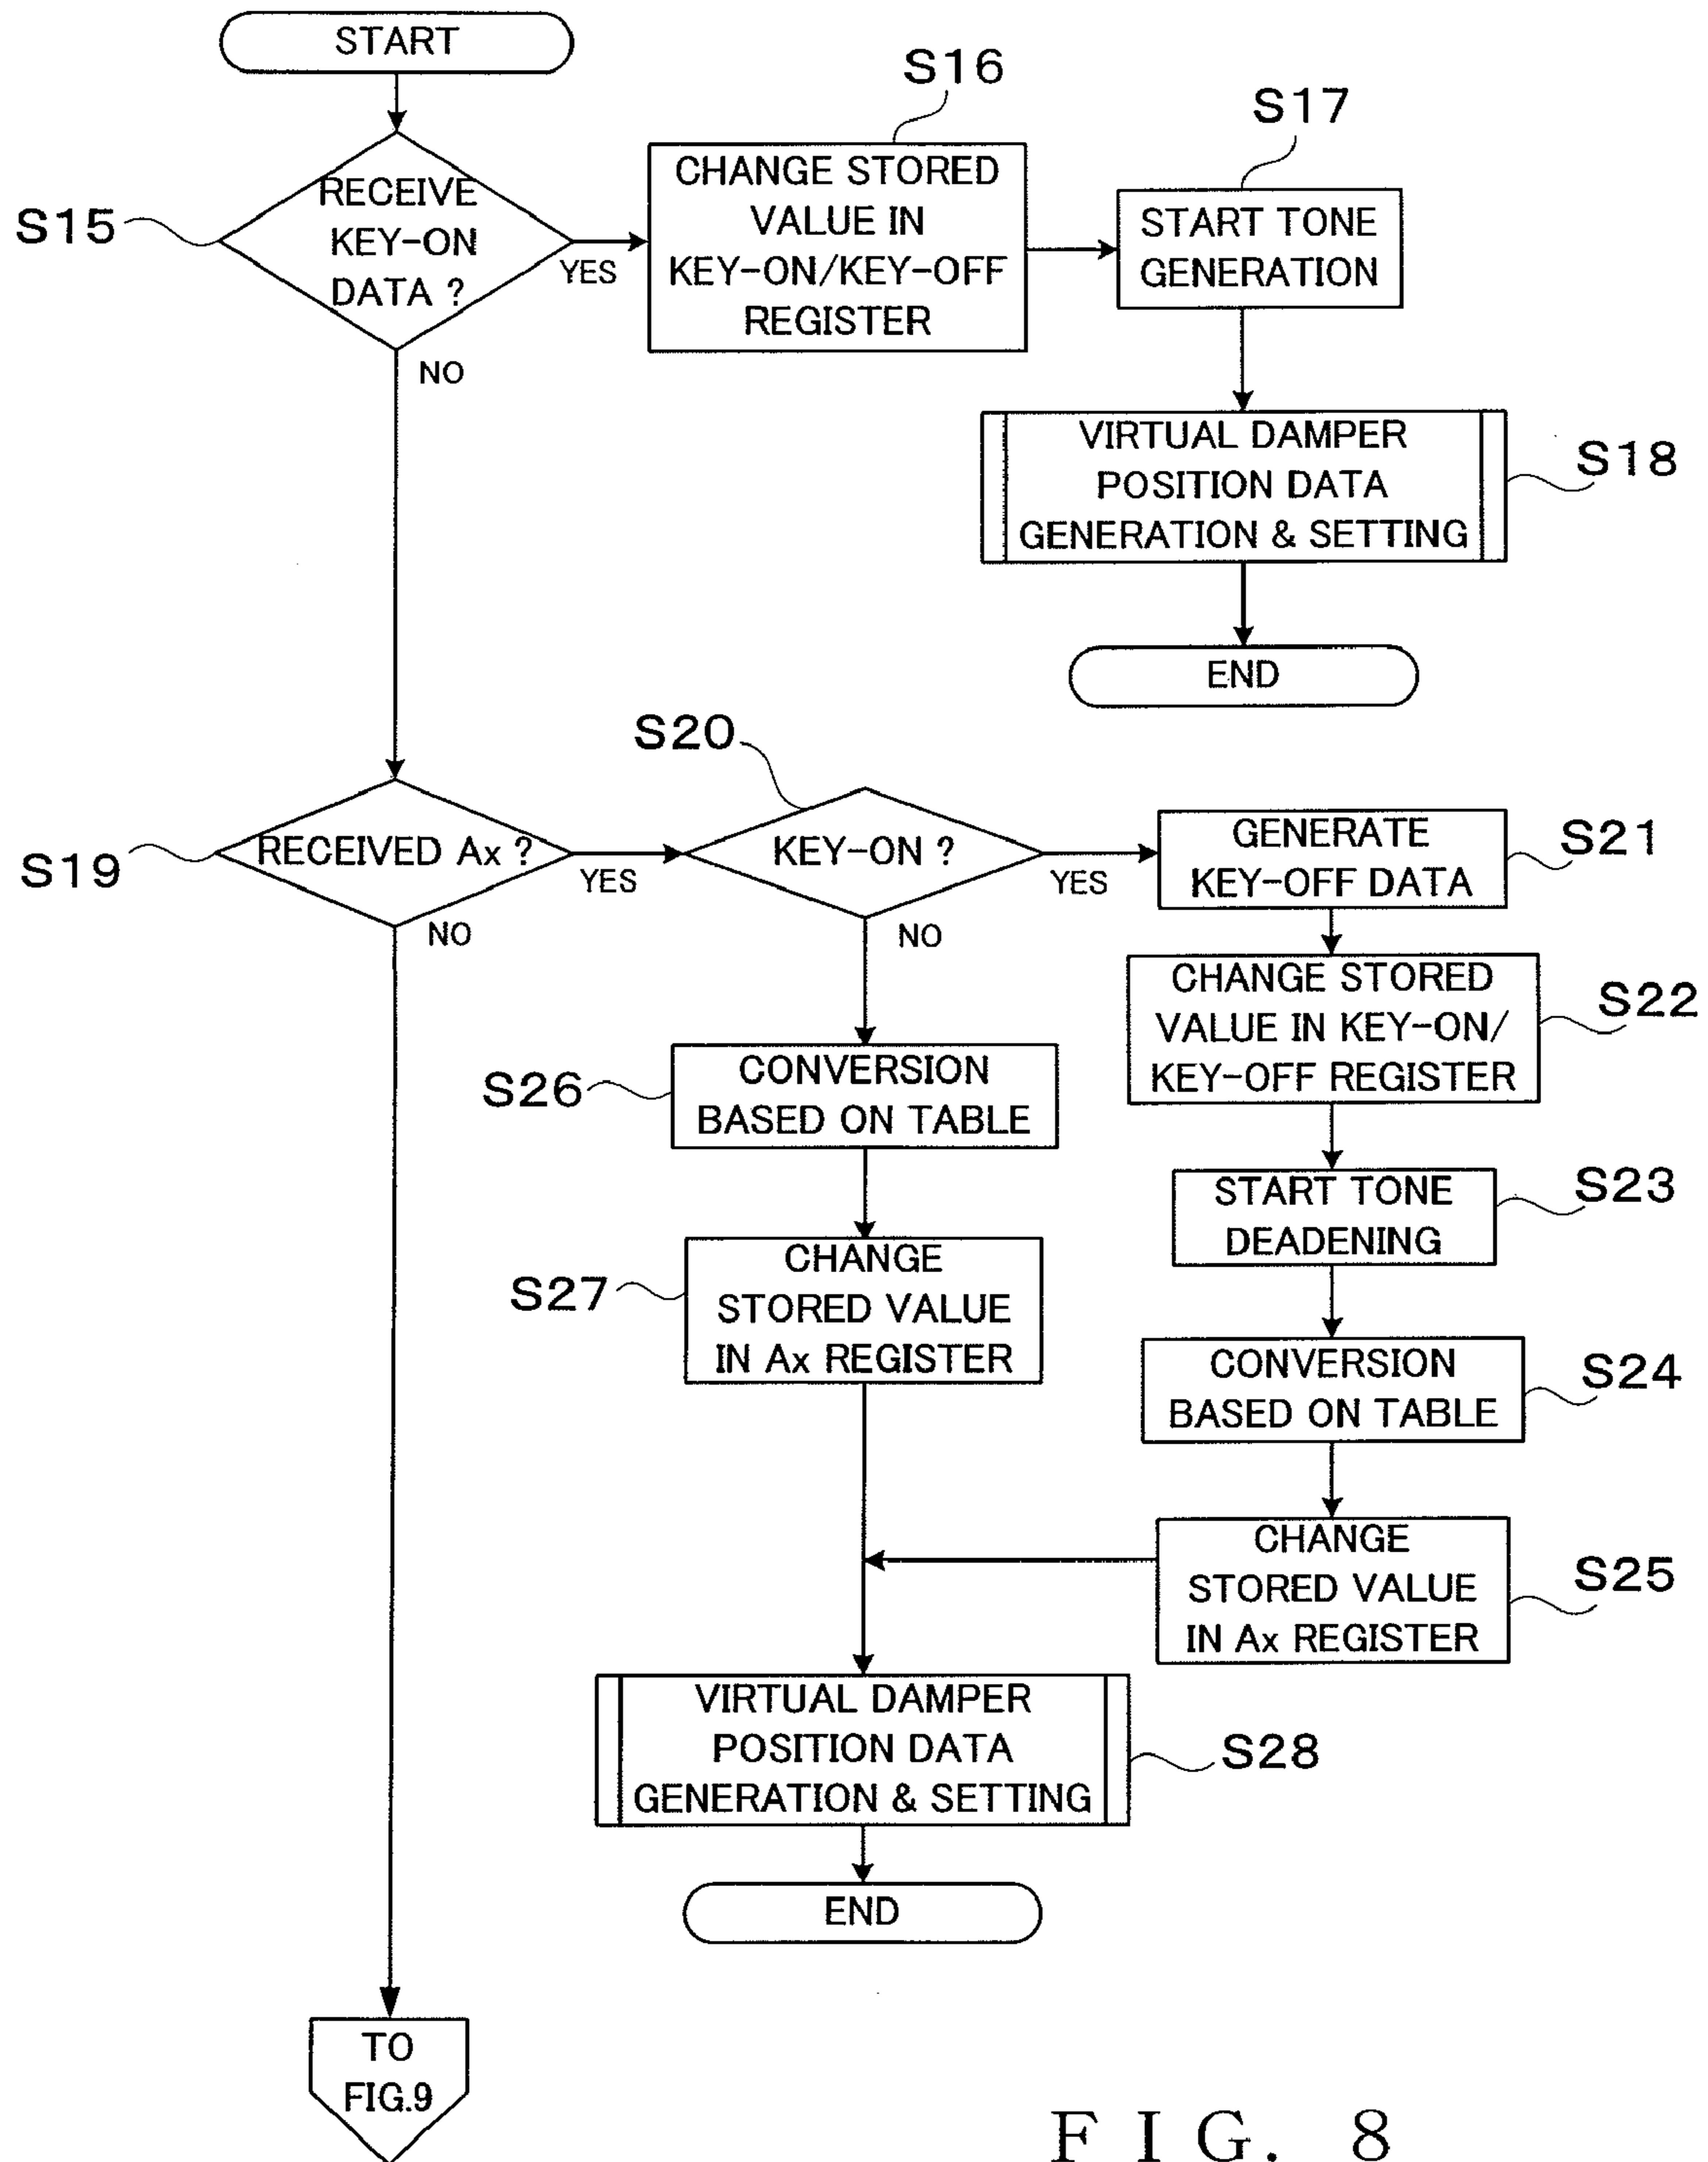 START
S15
RECEIVE
KEY-ON
DATA ?
YES
NO
S16
CHANGE STORED
VALUE IN
KEY-ON/KEY-OFF
REGISTER
S17
START TONE
GENERATION
VIRTUAL DAMPER
POSITION DATA
GENERATION & SETTING
S18
END
S19
RECEIVED Ax ?
YES
NO
S20
KEY-ON ?
YES
NO
GENERATE
KEY-OFF DATA
S21
CHANGE STORED
VALUE IN KEY-ON/
KEY-OFF REGISTER
S22
START TONE
DEADENING
S23
CONVERSION
BASED ON TABLE
S24
CHANGE
STORED VALUE
IN Ax REGISTER
S25
S26
CONVERSION
BASED ON TABLE
S27
CHANGE
STORED VALUE
IN Ax REGISTER
VIRTUAL DAMPER
POSITION DATA
GENERATION & SETTING
S28
END
TO
FIG.9
FIG. 8